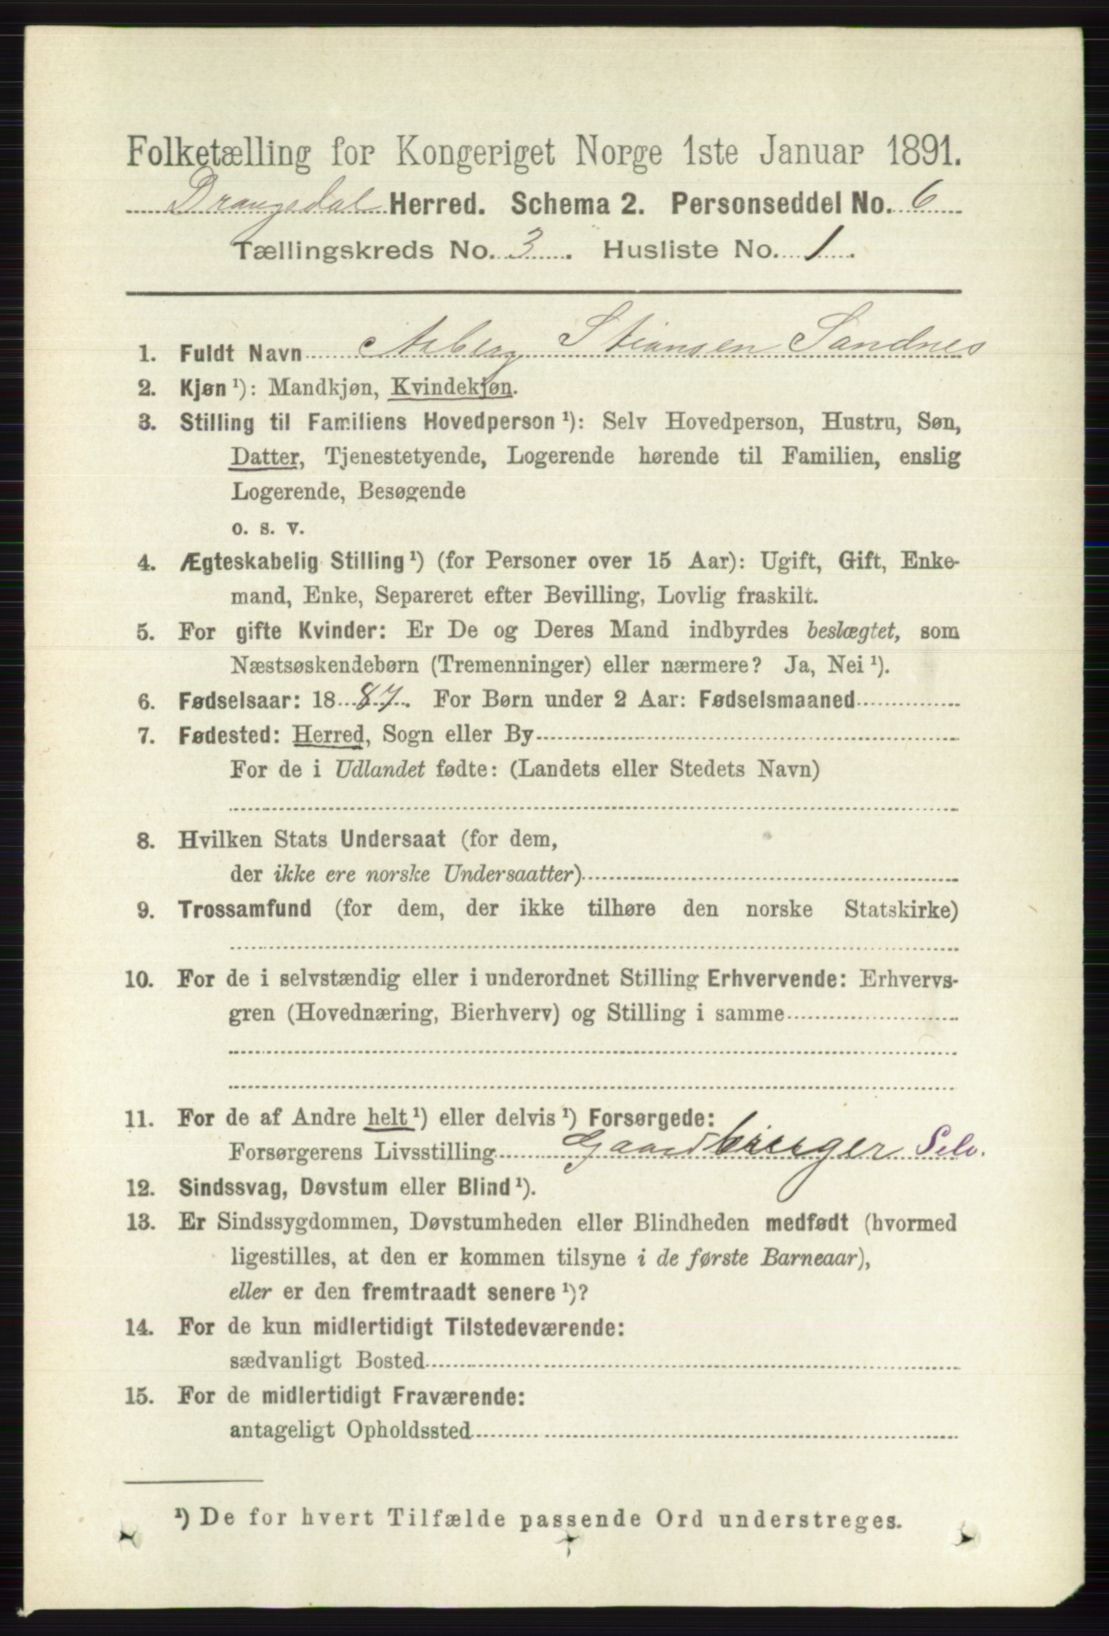 Folketælling for Kongeriget Norge 1ste Januar 1891.
Drangedal Herred. Schema 2. Personseddel No. 6
Tællingskreds No. 3. Husliste No. 1.
1. Fuldt Navn Asberg Stiansen Sandnes
2. Kjøn ¹): Mandkjøn, Kvindekjøn.
3. Stilling til Familiens Hovedperson ¹): Selv Hovedperson, Hustru, Søn,
Datter, Tjenestetyende, Logerende hørende til Familien, enslig
Logerende, Besøgende
o. s. v.
4. Ægteskabelig Stilling ¹) (for Personer over 15 Aar): Ugift, Gift, Enke-
mand, Enke, Separeret efter Bevilling, Lovlig fraskilt.
5. For gifte Kvinder: Er De og Deres Mand indbyrdes beslægtet, som
Næstsøskendebørn (Tremenninger) eller nærmere? Ja, Nei ¹).
6. Fødselsaar: 1887. For Børn under 2 Aar: Fødselsmaaned
7. Fødested: Herred, Sogn eller By
For de i Udlandet fødte: (Landets eller Stedets Navn)
8. Hvilken Stats Undersaat (for dem,
der ikke ere norske Undersaatter)
9. Trossamfund (for dem, der ikke tilhøre den norske Statskirke)
10. For de i selvstændig eller i underordnet Stilling Erhvervende: Erhvervs-
gren (Hovednæring, Bierhverv) og Stilling i samme
11. For de af Andre helt ¹) eller delvis ¹) Forsørgede:
Forsørgerens Livsstilling Gaardbruger Selv.
12. Sindssvag, Døvstum eller Blind ¹).
13. Er Sindssygdommen, Døvstumheden eller Blindheden medfødt (hvormed
ligestilles, at den er kommen tilsyne i de første Barneaar),
eller er den fremtraadt senere ¹)?
14. For de kun midlertidigt Tilstedeværende:
sædvanligt Bosted
15. For de midlertidigt Fraværende:
antageligt Opholdssted
¹) De for hvert Tilfælde passende Ord understreges.